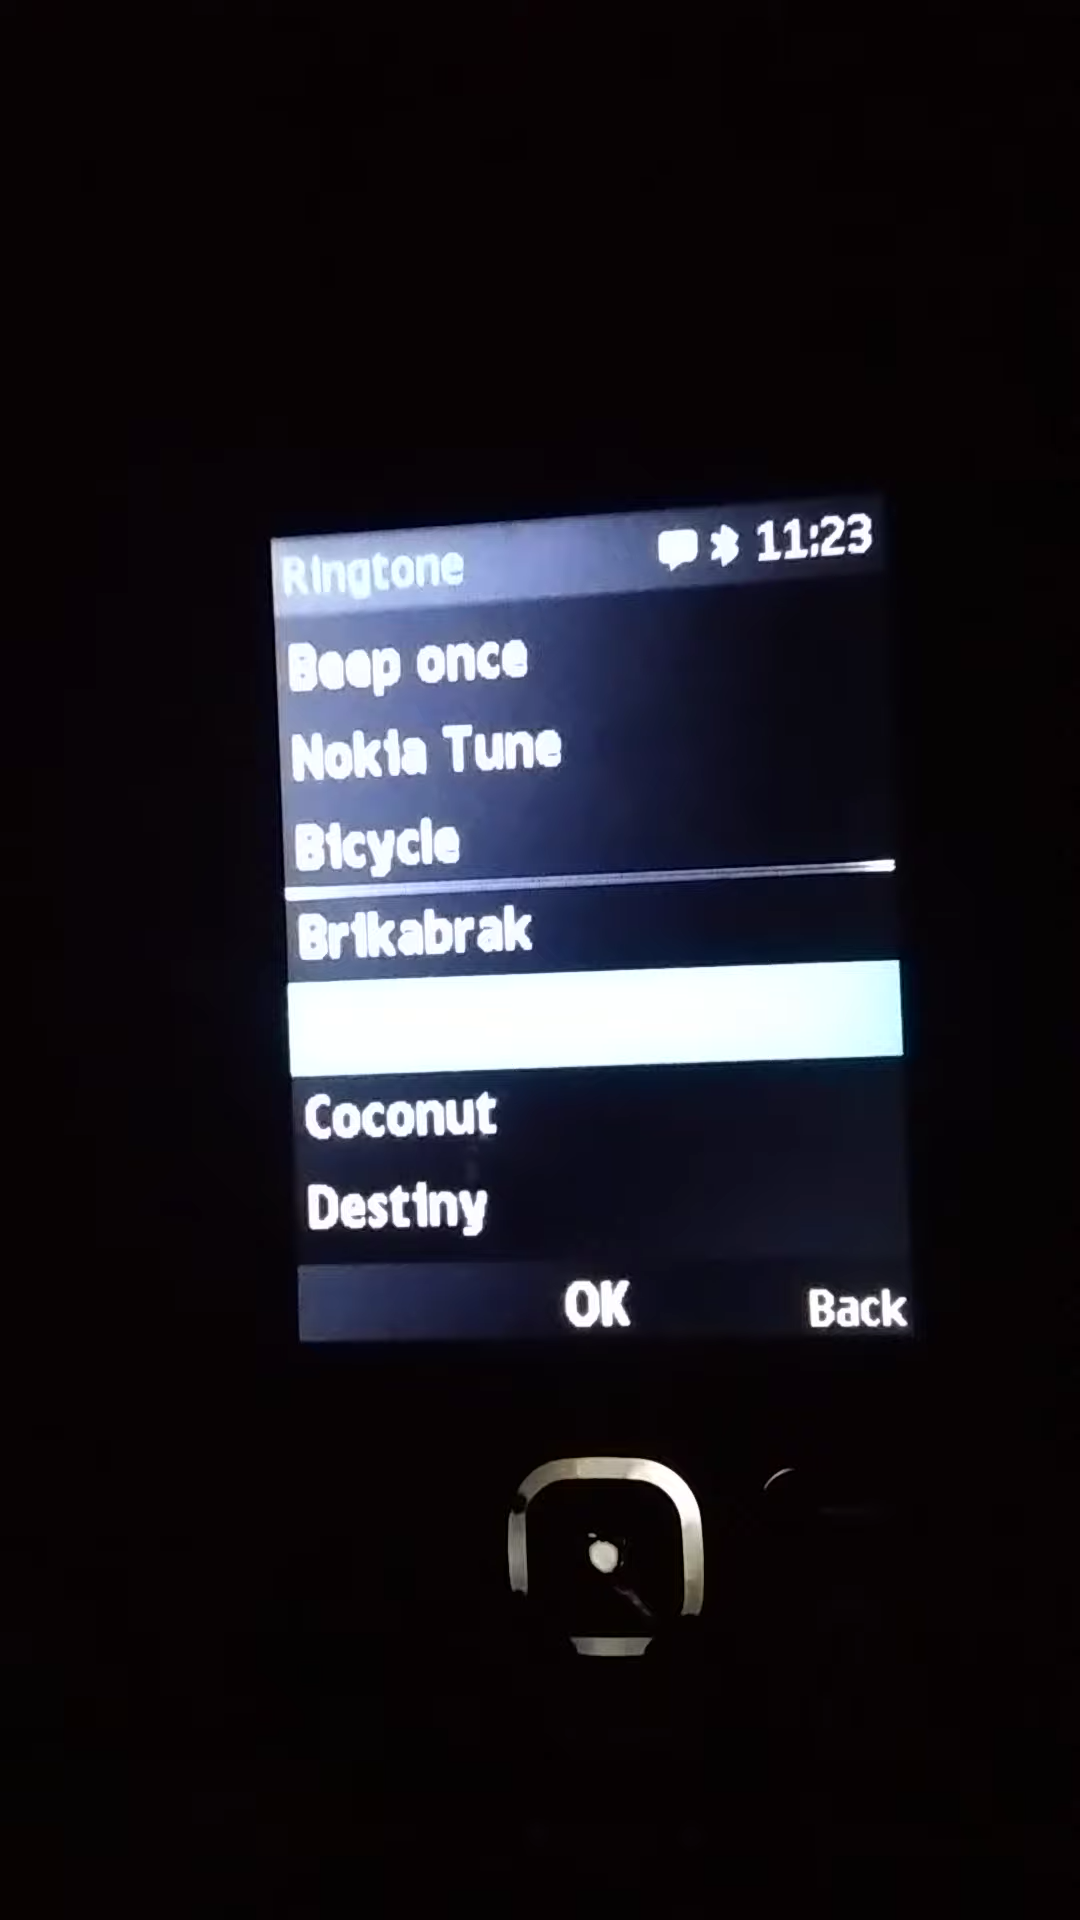 Ringtone 11:23
Beep once
Nokia Tune
Bicycle
Brikabrak
Coconut
Destiny
OK Back